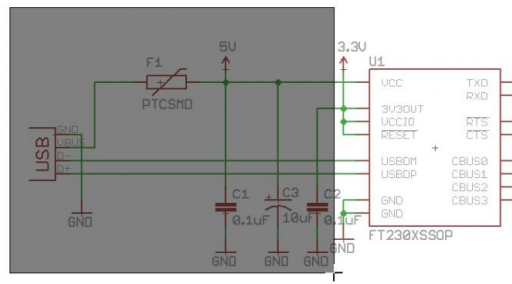 5V
3.3V
U1
F1
PTCSMD
VCC
TXD
RXD
3V3OUT
VCCIO
RTS
RESET
CTS
USB
GND
VBUS
D-
D+
USBDM
CBUS0
USBDP
CBUS1
CBUS2
CBUS3
GND
GND
C1
C3
C2
0.1uF
10uF
0.1uF
GND
FT230XSSOP
GND
GND
GND
GND
GND